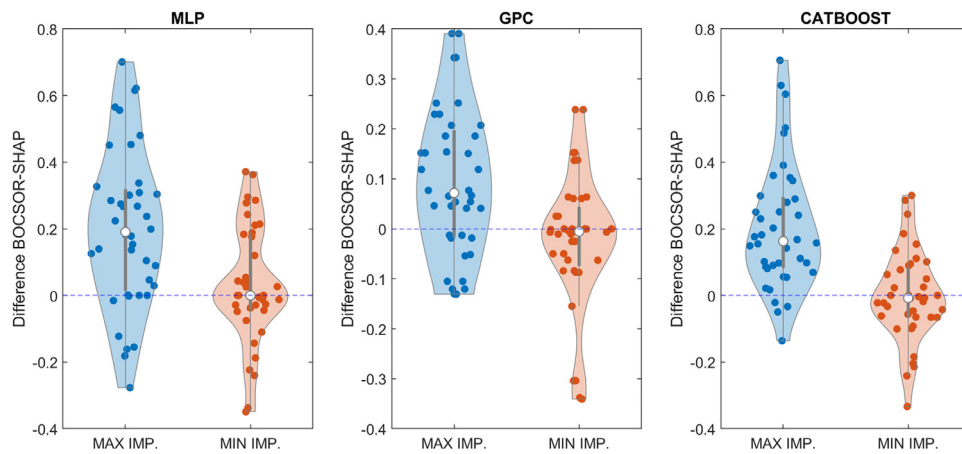 MLP
Difference BOCSOR-SHAP
0.8
0.6
0.4
0.2
0
-0.2
-0.4
MAX IMP. MIN IMP.
GPC
Difference BOCSOR-SHAP
0.4
0.3
0.2
0.1
0
-0.1
-0.2
-0.3
-0.4
MAX IMP. MIN IMP.
CATBOOST
Difference BOCSOR-SHAP
0.8
0.6
0.4
0.2
0
-0.2
-0.4
MAX IMP. MIN IMP.